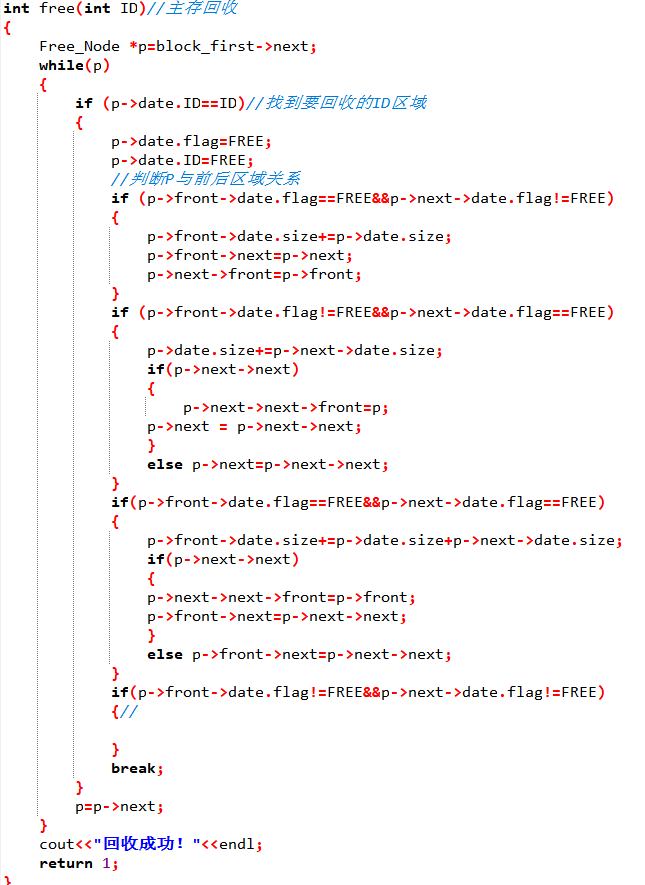 int free(int ID)//主存回收
{
    Free_Node *p=block_first->next;
    while(p)
    {
        if (p->date.ID==ID)//找到要回收的ID区域
        {
            p->date.flag=FREE;
            p->date.ID=FREE;
            //判断P与前后区域关系
            if (p->front->date.flag==FREE&&p->next->date.flag!=FREE)
            {
                p->front->date.size+=p->date.size;
                p->front->next=p->next;
                p->next->front=p->front;
            }
            if (p->front->date.flag!=FREE&&p->next->date.flag==FREE)
            {
                p->date.size+=p->next->date.size;
                if(p->next->next)
                {
                    p->next->next->front=p;
                p->next = p->next->next;
                }
                else p->next=p->next->next;
            }
            if(p->front->date.flag==FREE&&p->next->date.flag==FREE)
            {
                p->front->date.size+=p->date.size+p->next->date.size;
                if(p->next->next)
                {
                p->next->next->front=p->front;
                p->front->next=p->next->next;
                }
                else p->front->next=p->next->next;
            }
            if(p->front->date.flag!=FREE&&p->next->date.flag!=FREE)
            {//

            }
            break;
        }
        p=p->next;
    }
    cout<<"回收成功！"<<endl;
    return 1;
}